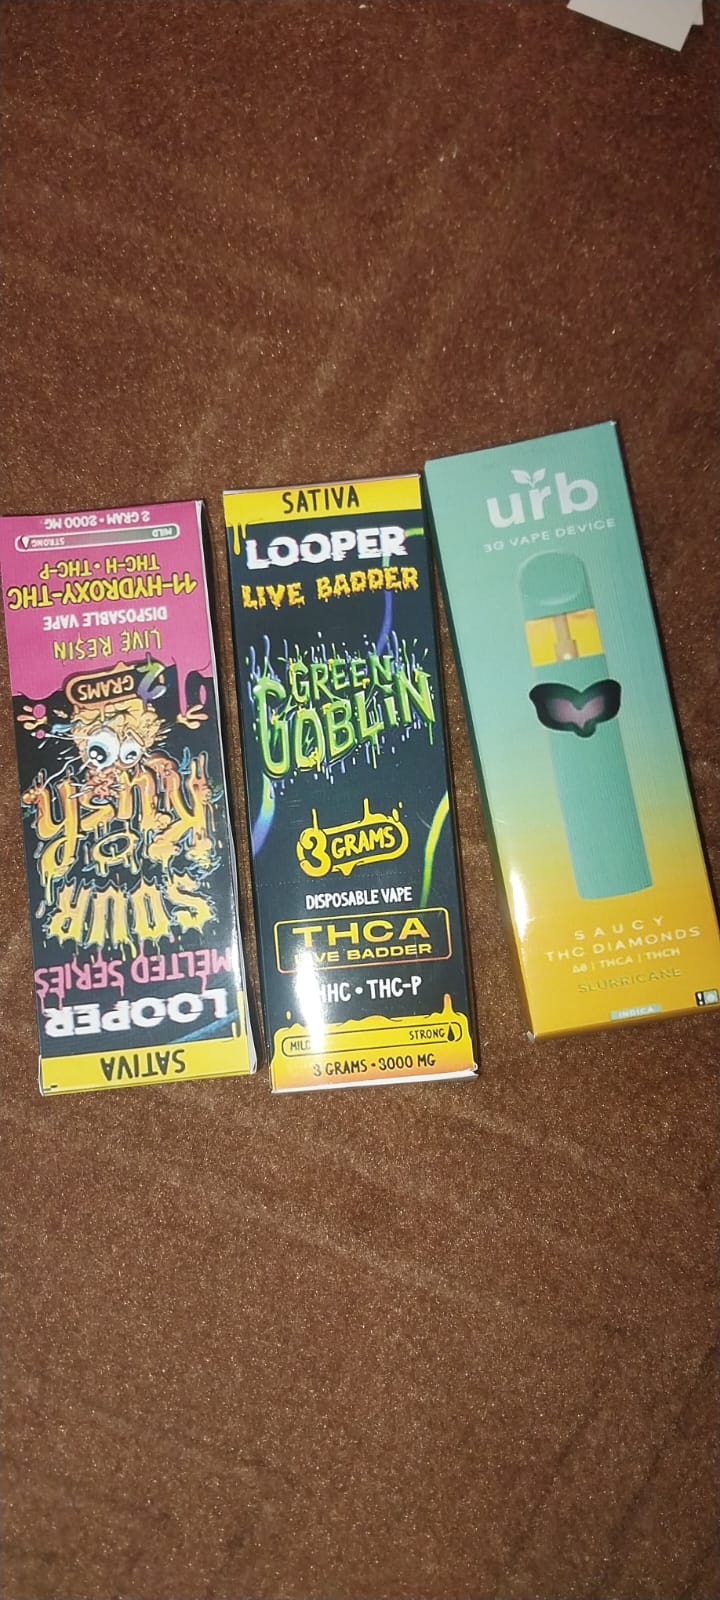 SATIVA
LOOPER
MELTED SERIES
SOUR
KUSH
2
GRAMS
LIVE RESIN
DISPOSABLE VAPE
11-HYDROXY-THC
THC-H • THC-P
MILD STRONG
2 GRAM • 2000 MG
SATIVA
LOOPER
LIVE BADDER
GREEN
GOBLIN
3 GRAMS
DISPOSABLE VAPE
THCA
LIVE BADDER
HHC • THC-P
MILD STRONG
3 GRAMS • 3000 MG
urb
3G VAPE DEVICE
SAUCY
THC DIAMONDS
Δ8 | THCA | THCH
SLURRICANE
INDICA